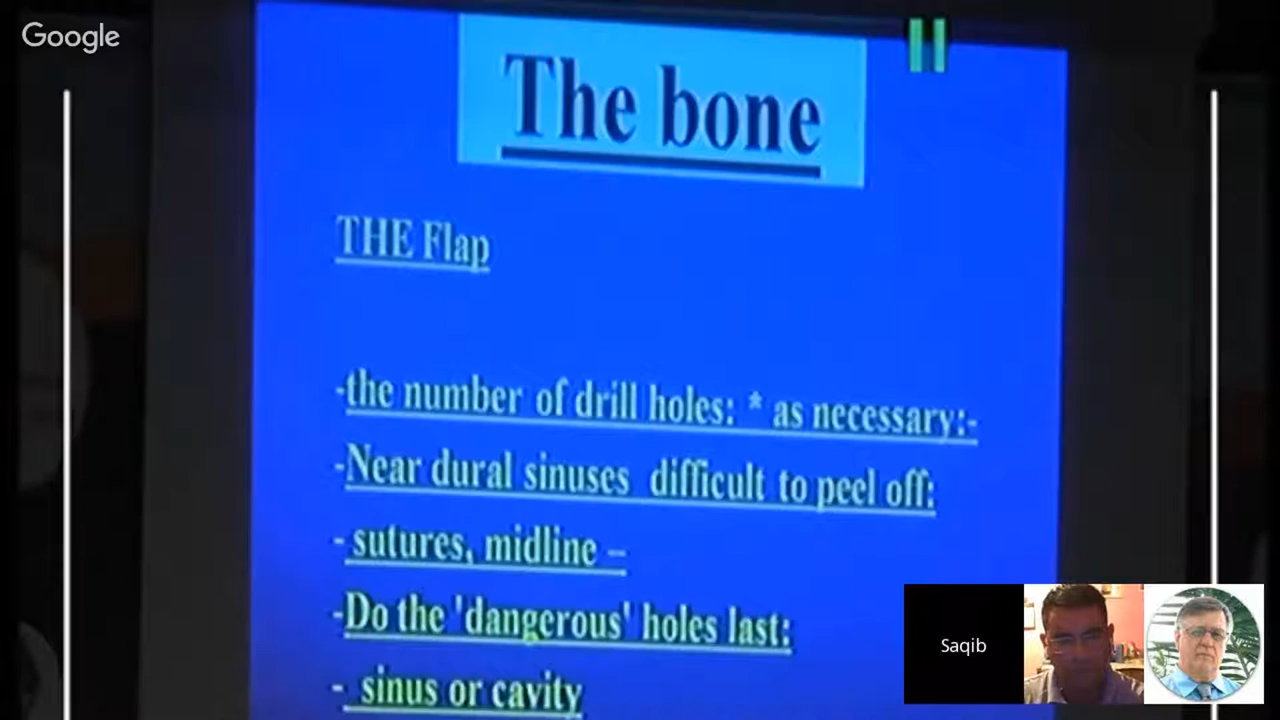 Google
The bone
THE Flap
-the number of drill holes: * as necessary:-
-Near dural sinuses difficult to peel off:
- sutures, midline –
-Do the 'dangerous' holes last:
- sinus or cavity
Saqib